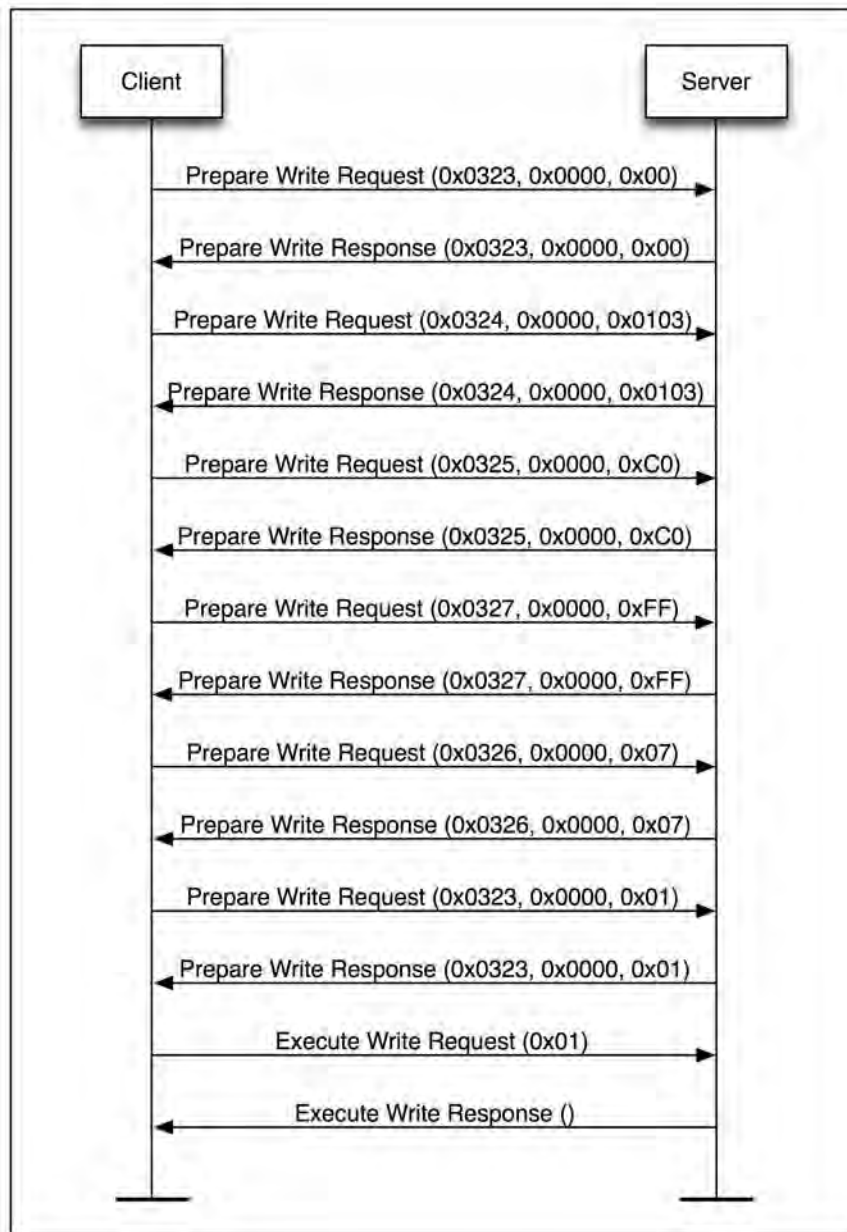 Client
Server
Prepare Write Request (0x0323, 0x0000, 0x00)
Prepare Write Response (0x0323, 0x0000, 0x00)
Prepare Write Request (0x0324, 0x0000, 0x0103)
Prepare Write Response (0x0324, 0x0000, 0x0103)
Prepare Write Request (0x0325, 0x0000, 0xC0)
Prepare Write Response (0x0325, 0x0000, 0xC0)
Prepare Write Request (0x0327, 0x0000, 0xFF)
Prepare Write Response (0x0327, 0x0000, 0xFF)
Prepare Write Request (0x0326, 0x0000, 0x07)
Prepare Write Response (0x0326, 0x0000, 0x07)
Prepare Write Request (0x0323, 0x0000, 0x01)
Prepare Write Response (0x0323, 0x0000, 0x01)
Execute Write Request (0x01)
Execute Write Response ()